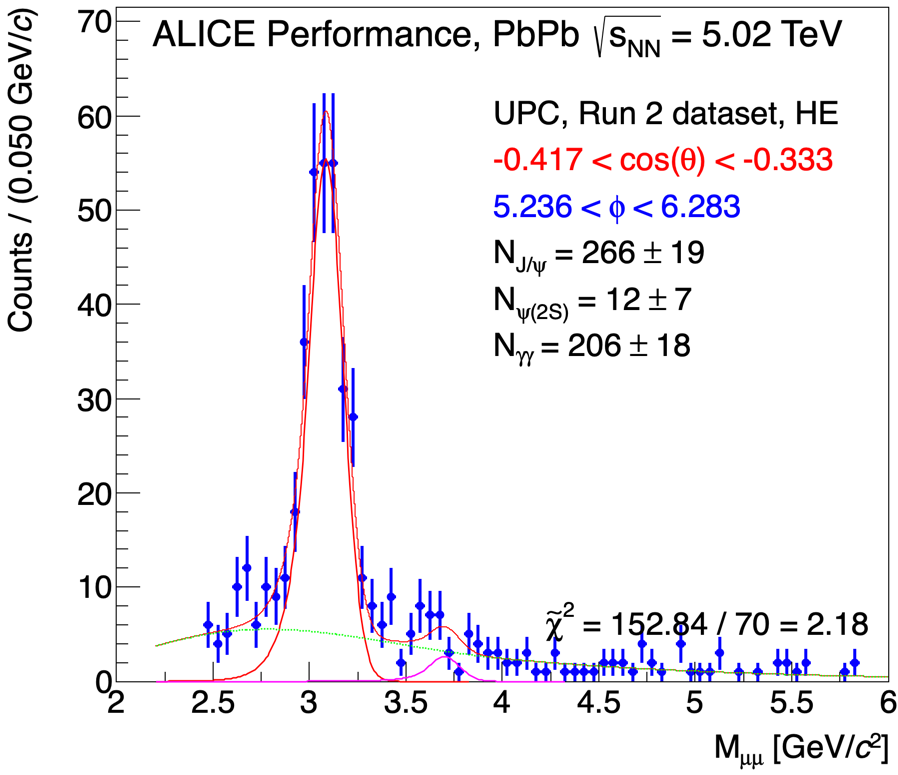 ALICE Performance, PbPb √s_NN = 5.02 TeV
UPC, Run 2 dataset, HE
-0.417 < cos(θ) < -0.333
5.236 < ϕ < 6.283
N_J/ψ = 266 ± 19
N_ψ(2S) = 12 ± 7
N_γγ = 206 ± 18
χ̃² = 152.84 / 70 = 2.18
Counts / (0.050 GeV/c)
70
60
50
40
30
20
10
0
2 2.5 3 3.5 4 4.5 5 5.5 6
M_μμ [GeV/c²]